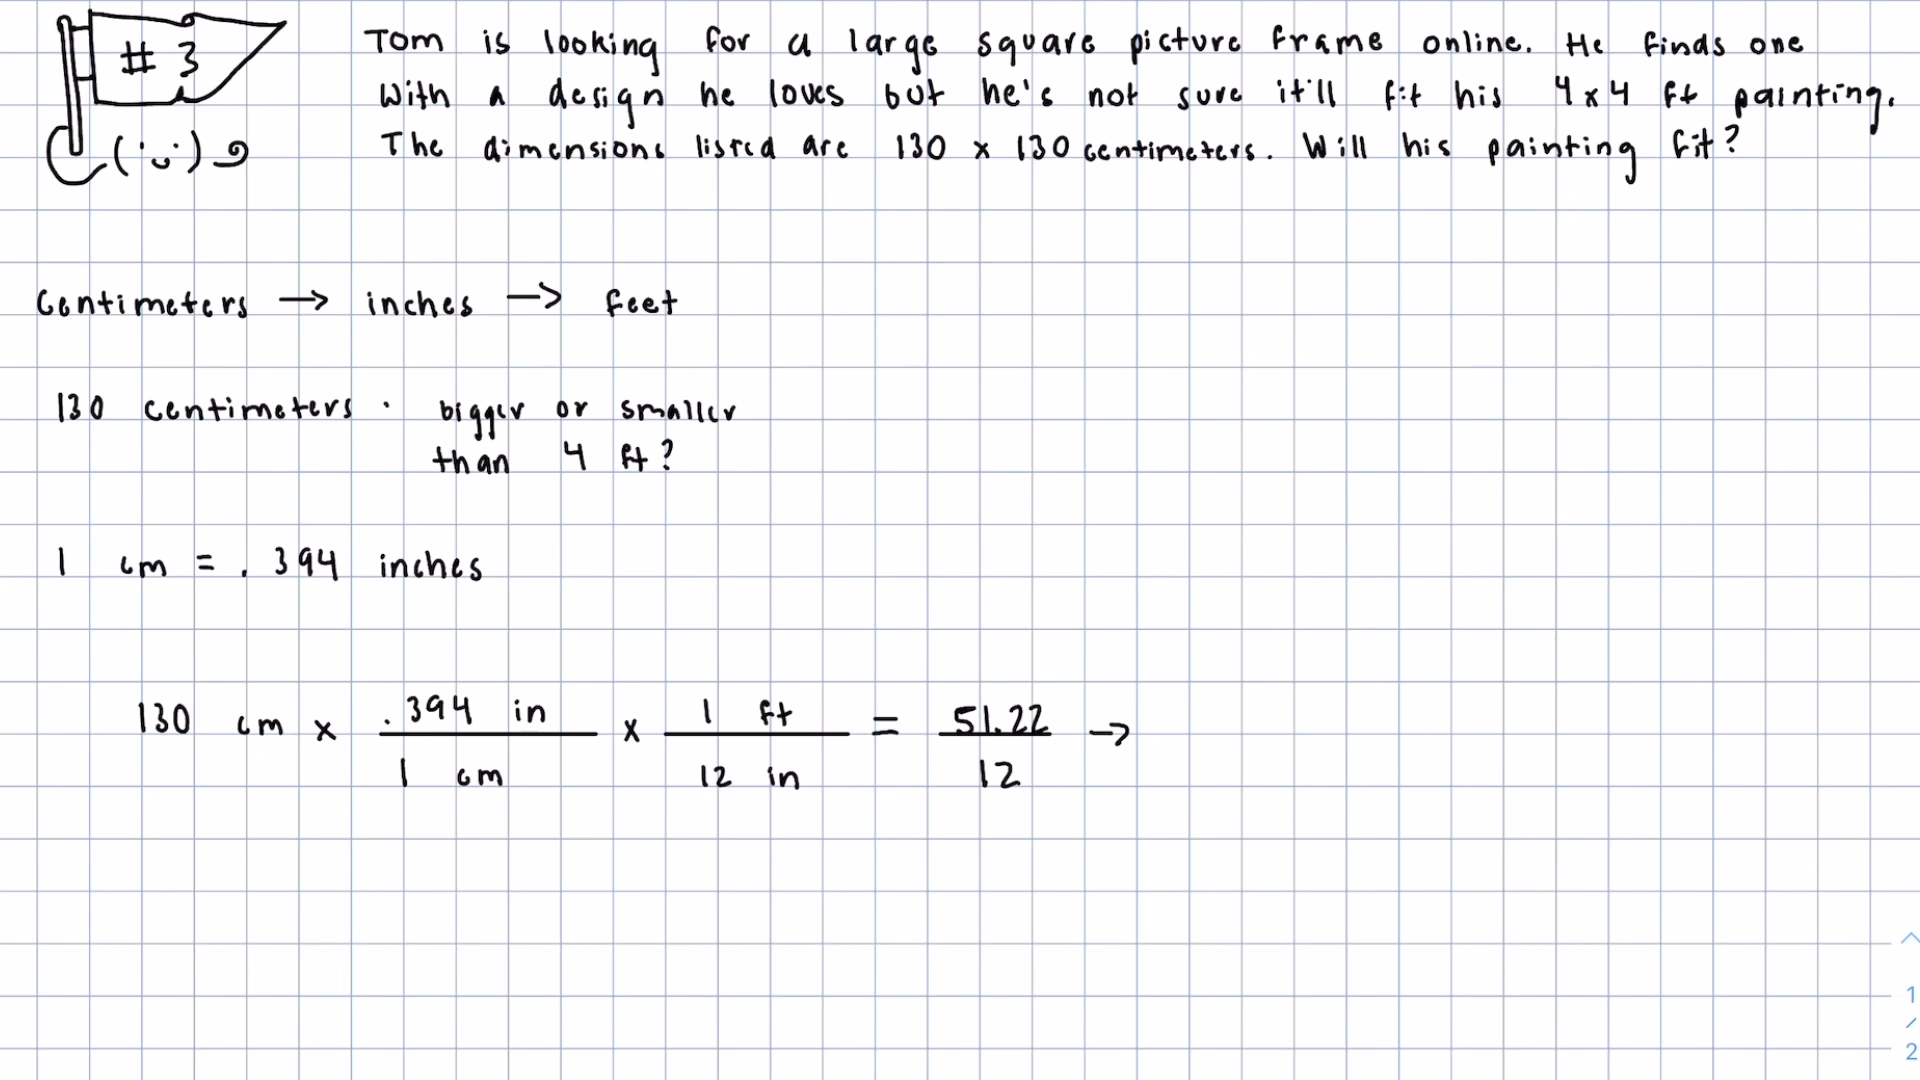 # 3
Tom is looking for a large square picture frame online. He finds one
with a design he loves but he's not sure it'll fit his 4 x 4 ft painting.
The dimensions listed are 130 x 130 centimeters. Will his painting fit?
Centimeters → inches → feet
130 centimeters . bigger or smaller
than 4 ft?
1 cm = .394 inches
130 cm x .394 in / 1 cm x 1 ft / 12 in = 51.22 / 12 →
1
/
2